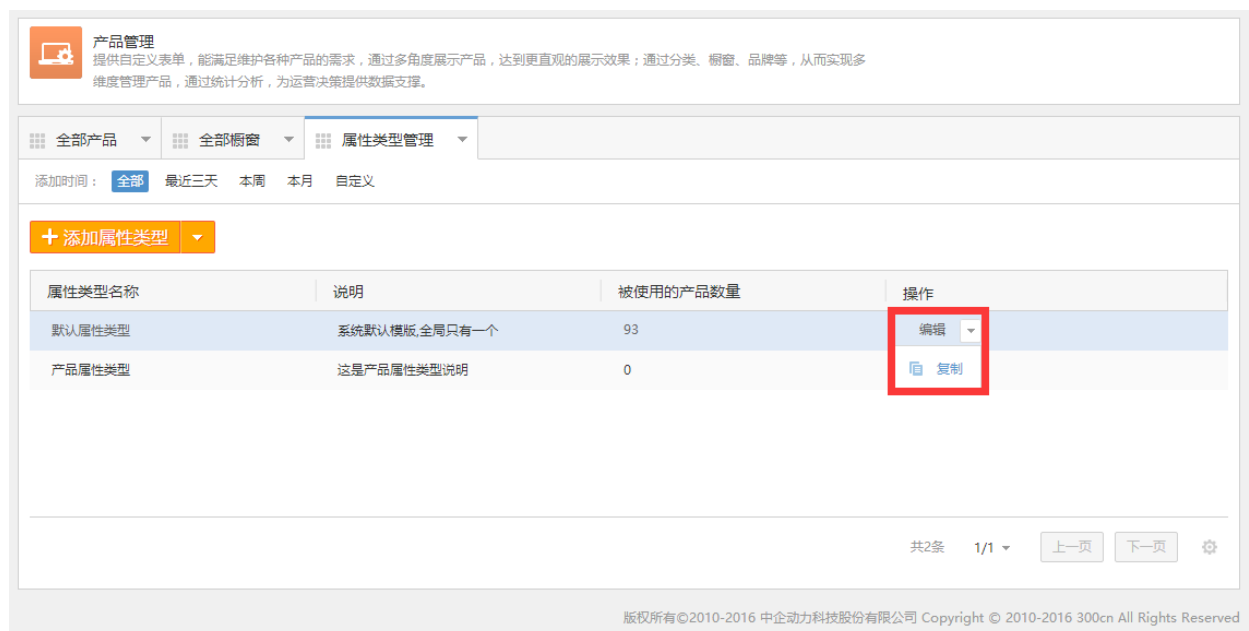 产品管理
提供自定义表单，能满足维护各种产品的需求，通过多角度展示产品，达到更直观的展示效果；通过分类、橱窗、品牌等，从而实现多
维度管理产品，通过统计分析，为运营决策提供数据支撑。
全部产品 全部橱窗 属性类型管理
添加时间： 全部 最近三天 本周 本月 自定义
添加属性类型
属性类型名称 说明 被使用的产品数量 操作
默认属性类型 系统默认模版,全局只有一个 93 编辑
产品属性类型 这是产品属性类型说明 0 复制
共2条 1/1 上一页 下一页
版权所有©2010-2016 中企动力科技股份有限公司 Copyright © 2010-2016 300cn All Rights Reserved